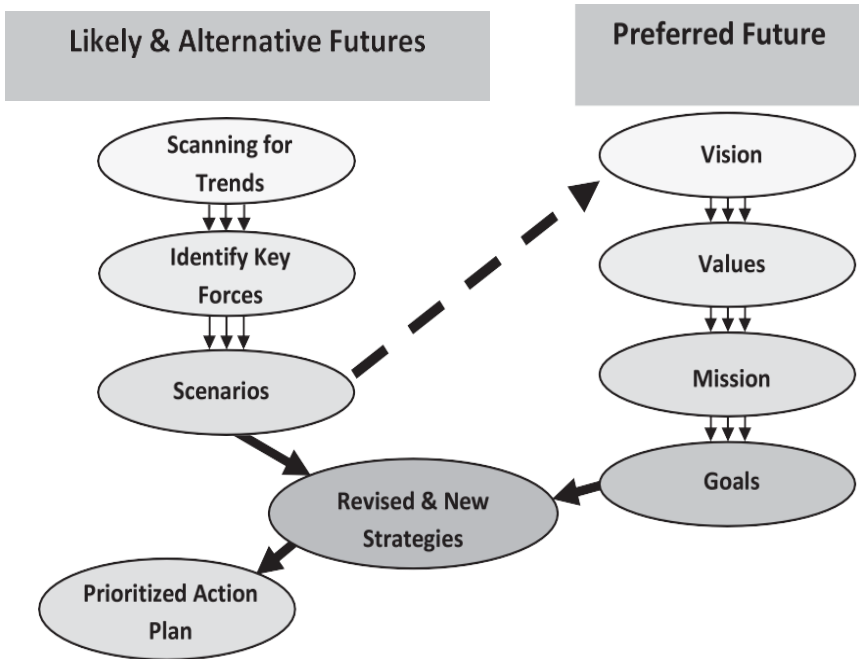 Likely & Alternative Futures
Preferred Future
Scanning for
Trends
Identify Key
Forces
Scenarios
Vision
Values
Mission
Goals
Revised & New
Strategies
Prioritized Action
Plan